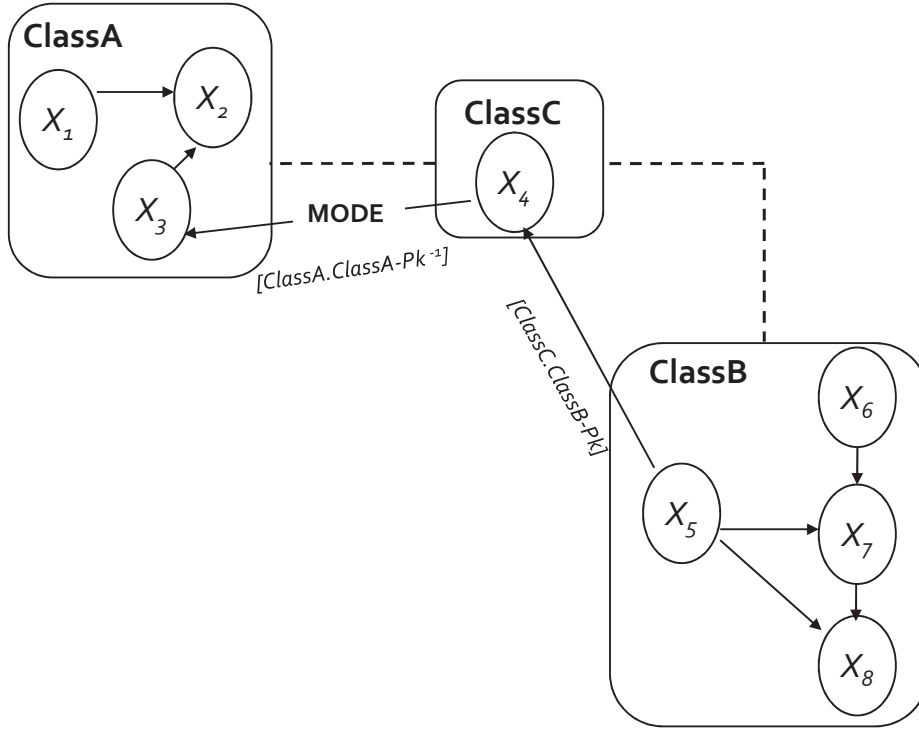 ClassA
X₁
X₂
X₃
ClassC
X₄
MODE
[ClassA.ClassA-Pk⁻¹]
[ClassC.ClassB-Pk]
ClassB
X₆
X₅
X₇
X₈